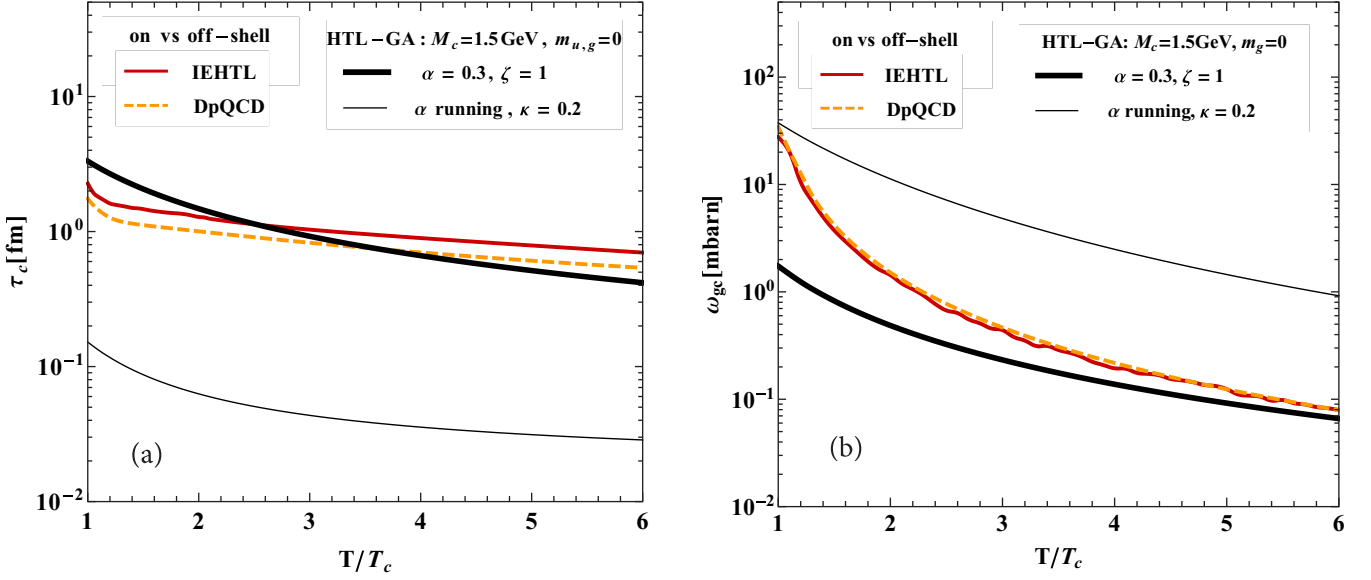 on vs off-shell
IEHTL
DpQCD
HTL-GA: M_c=1.5GeV, m_{u,g}=0
α = 0.3, ζ = 1
α running, κ = 0.2
10^1
10^0
10^{-1}
10^{-2}
τ_c[fm]
(a)
1 2 3 4 5 6
T/T_c
on vs off-shell
IEHTL
DpQCD
HTL-GA: M_c=1.5GeV, m_g=0
α = 0.3, ζ = 1
α running, κ = 0.2
10^2
10^1
10^0
10^{-1}
10^{-2}
ω_{gc}[mbarn]
(b)
1 2 3 4 5 6
T/T_c